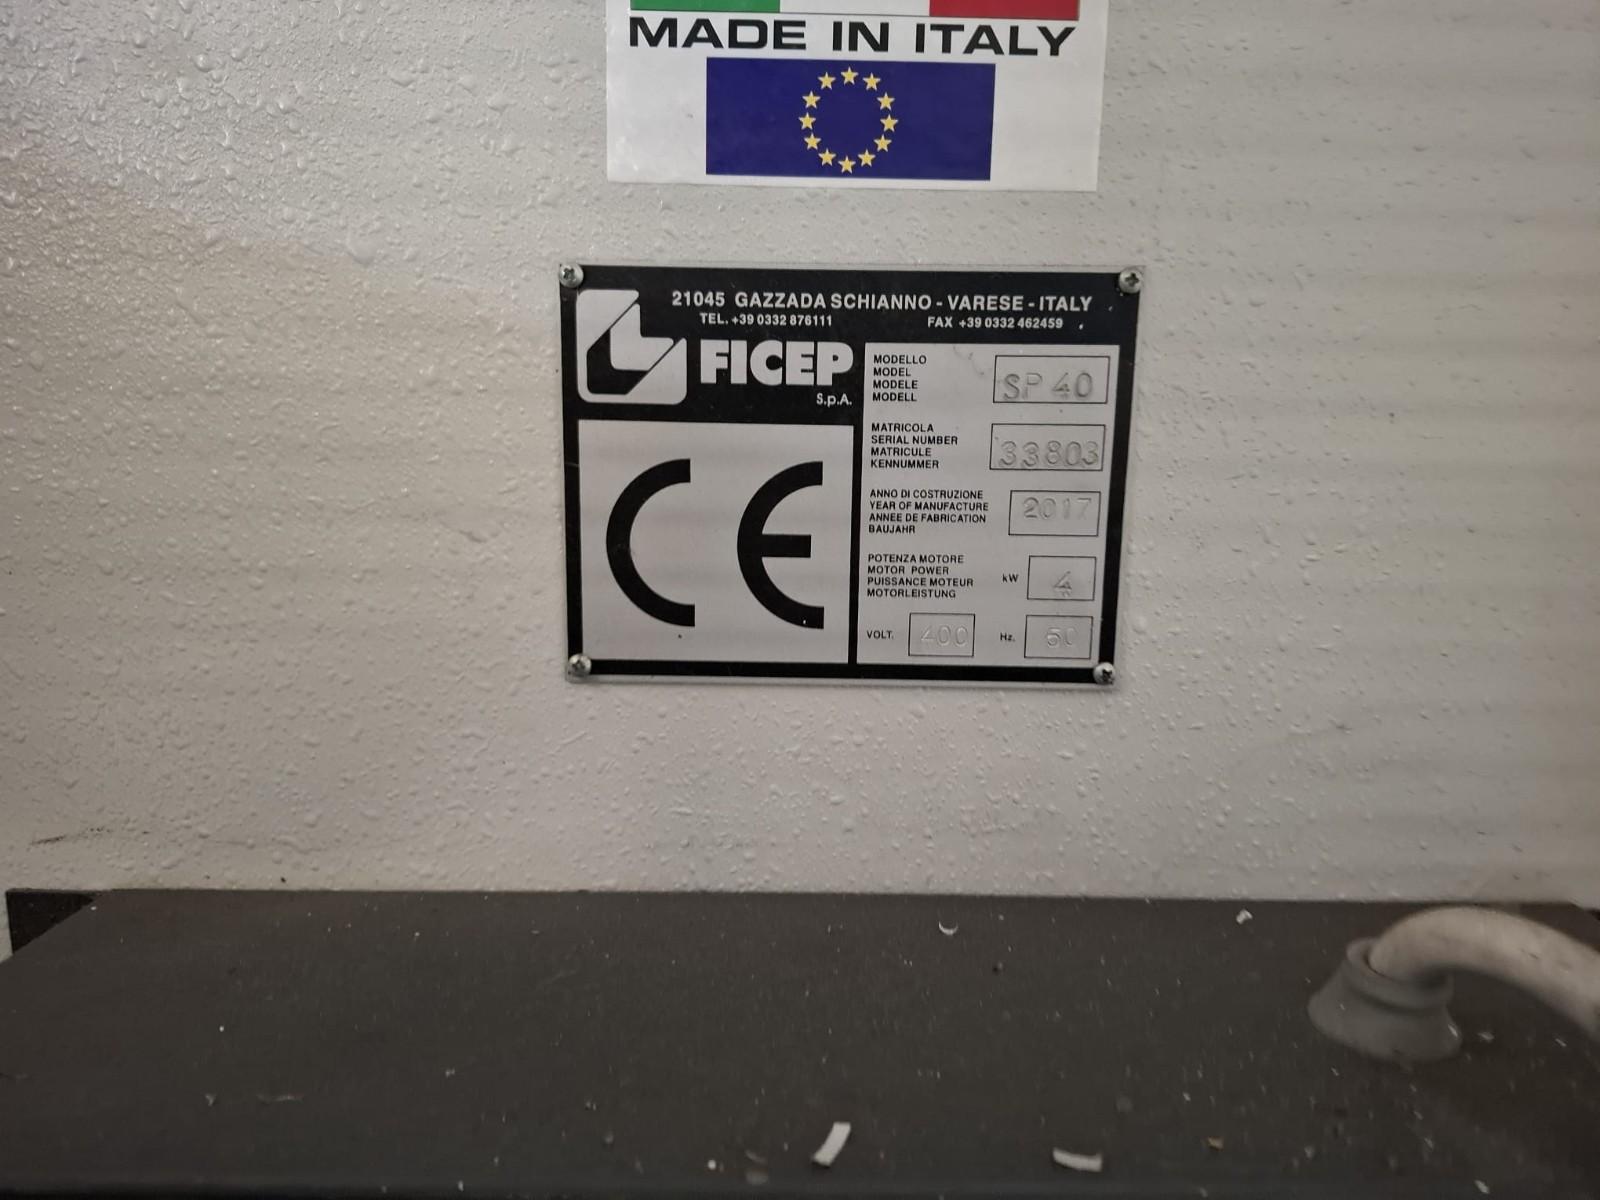 MADE IN ITALY
21045 GAZZADA SCHIANNO - VARESE - ITALY
TEL. +39 0332 876111 FAX +39 0332 462459
FICEP
S.p.A.
CE
MODELLO
MODEL
MODELE
MODELL
SP 40
MATRICOLA
SERIAL NUMBER
MATRICULE
KENNUMMER
33803
ANNO DI COSTRUZIONE
YEAR OF MANUFACTURE
ANNEE DE FABRICATION
BAUJAHR
2017
POTENZA MOTORE
MOTOR POWER
PUISSANCE MOTEUR
MOTORLEISTUNG
kW 4
VOLT. 400 Hz.